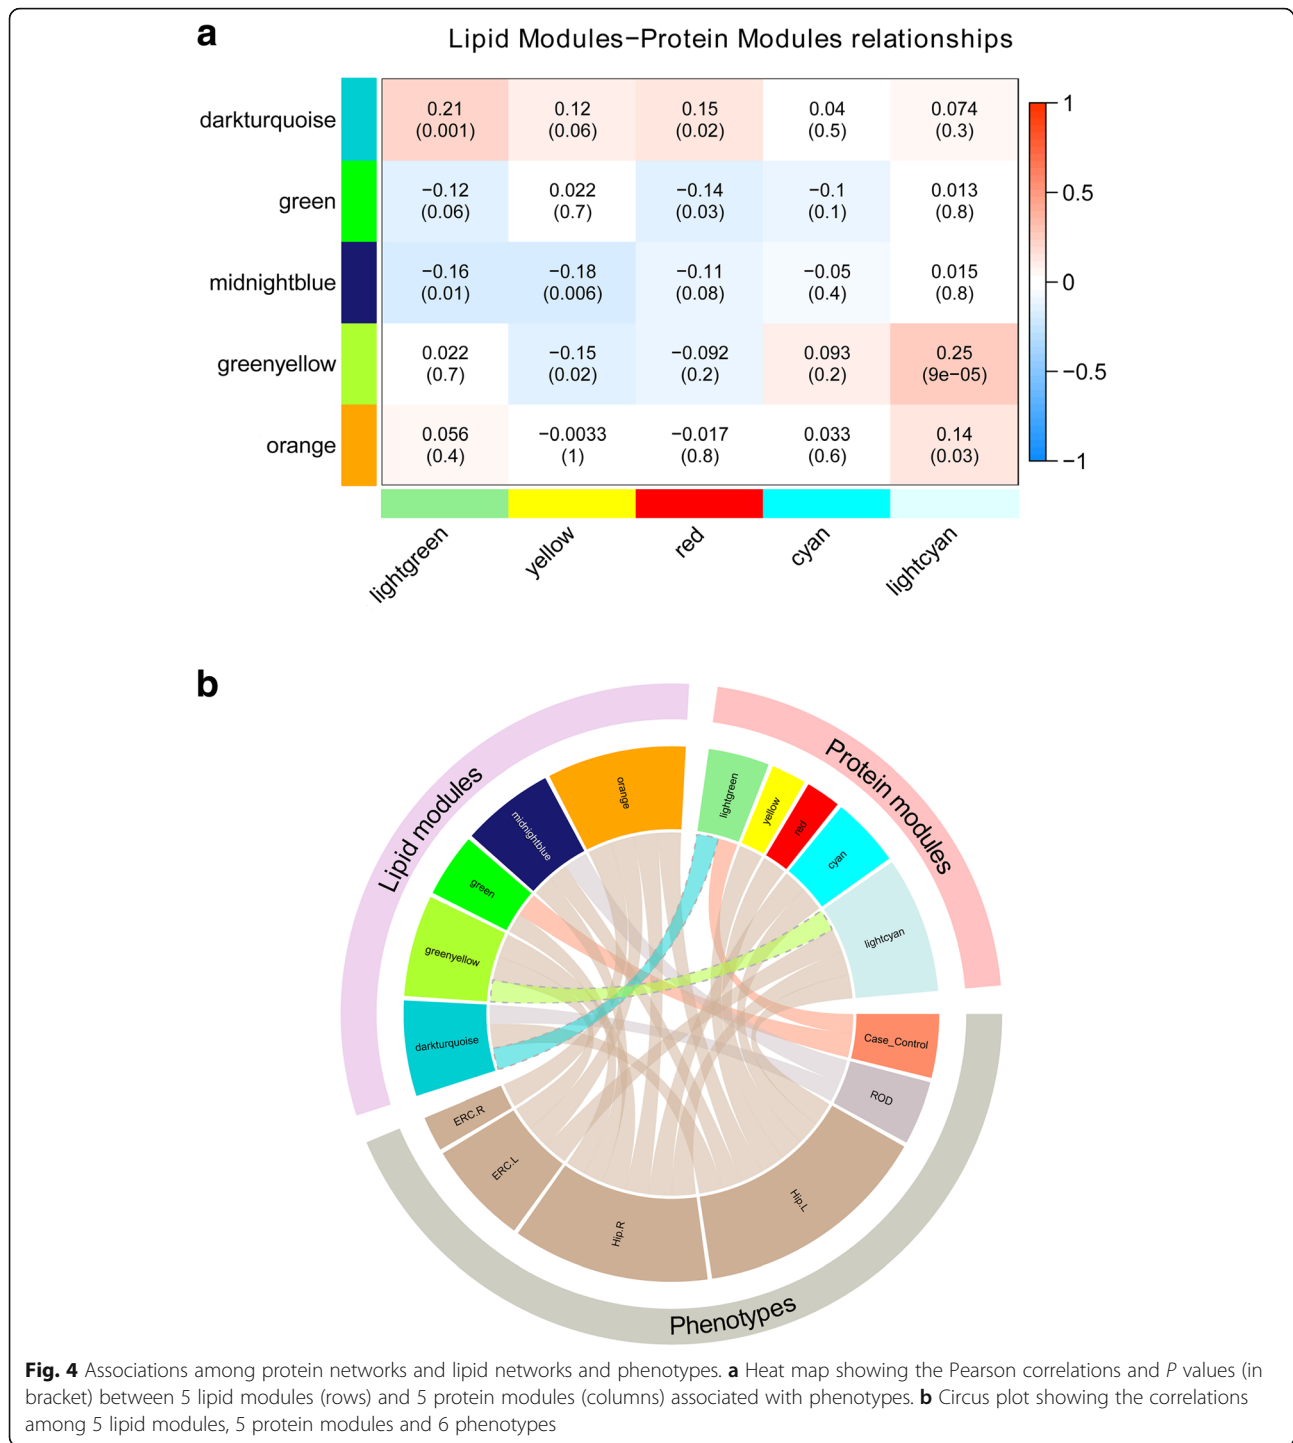 a
Lipid Modules−Protein Modules relationships
darkturquoise
0.21 0.12 0.15 0.04 0.074
(0.001) (0.06) (0.02) (0.5) (0.3)
green
−0.12 0.022 −0.14 −0.1 0.013
(0.06) (0.7) (0.03) (0.1) (0.8)
midnightblue
−0.16 −0.18 −0.11 −0.05 0.015
(0.01) (0.006) (0.08) (0.4) (0.8)
greenyellow
0.022 −0.15 −0.092 0.093 0.25
(0.7) (0.02) (0.2) (0.2) (9e−05)
orange
0.056 −0.0033 −0.017 0.033 0.14
(0.4) (1) (0.8) (0.6) (0.03)
1
0.5
0
−0.5
−1
lightgreen
yellow
red
cyan
lightcyan
b
Lipid modules
Protein modules
Phenotypes
orange
midnightblue
green
greenyellow
darkturquoise
lightgreen
yellow
red
cyan
lightcyan
Case_Control
ROD
Hip.L
Hip.R
ERC.L
ERC.R
Fig. 4 Associations among protein networks and lipid networks and phenotypes. a Heat map showing the Pearson correlations and P values (in
bracket) between 5 lipid modules (rows) and 5 protein modules (columns) associated with phenotypes. b Circus plot showing the correlations
among 5 lipid modules, 5 protein modules and 6 phenotypes